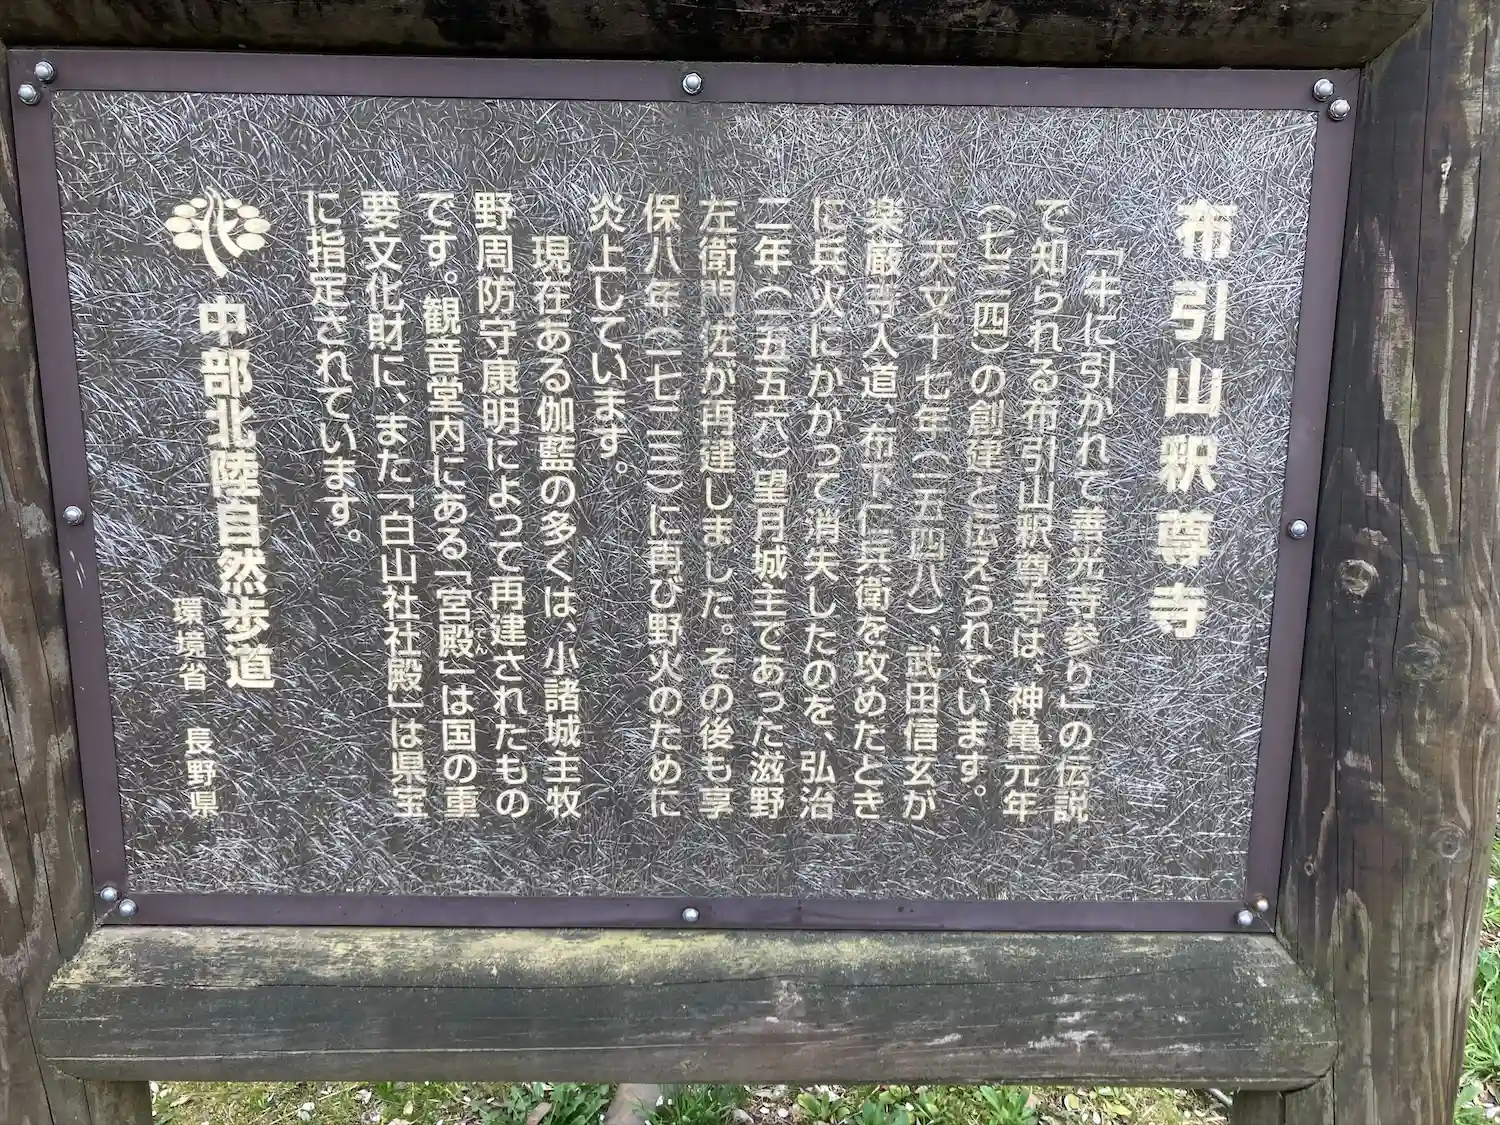 布引山釈尊寺
「牛に引かれて善光寺参り」の伝説
で知られる布引山釈尊寺は、神亀元年
（七二四）の創建と伝えられています。
天文十七年（一五四八）、武田信玄が
楽厳寺入道、布下仁兵衛を攻めたとき
に兵火にかかって消失したのを、弘治
二年（一五五六）望月城主であった滋野
左衛門佐が再建しました。その後も享
保八年（一七二三）に再び野火のために
炎上しています。
現在ある伽藍の多くは、小諸城主牧
野周防守康明によって再建されたもの
です。観音堂内にある「宮殿」は国の重
でん
要文化財に、また「白山社社殿」は県宝
に指定されています。
中部北陸自然歩道
環境省 長野県